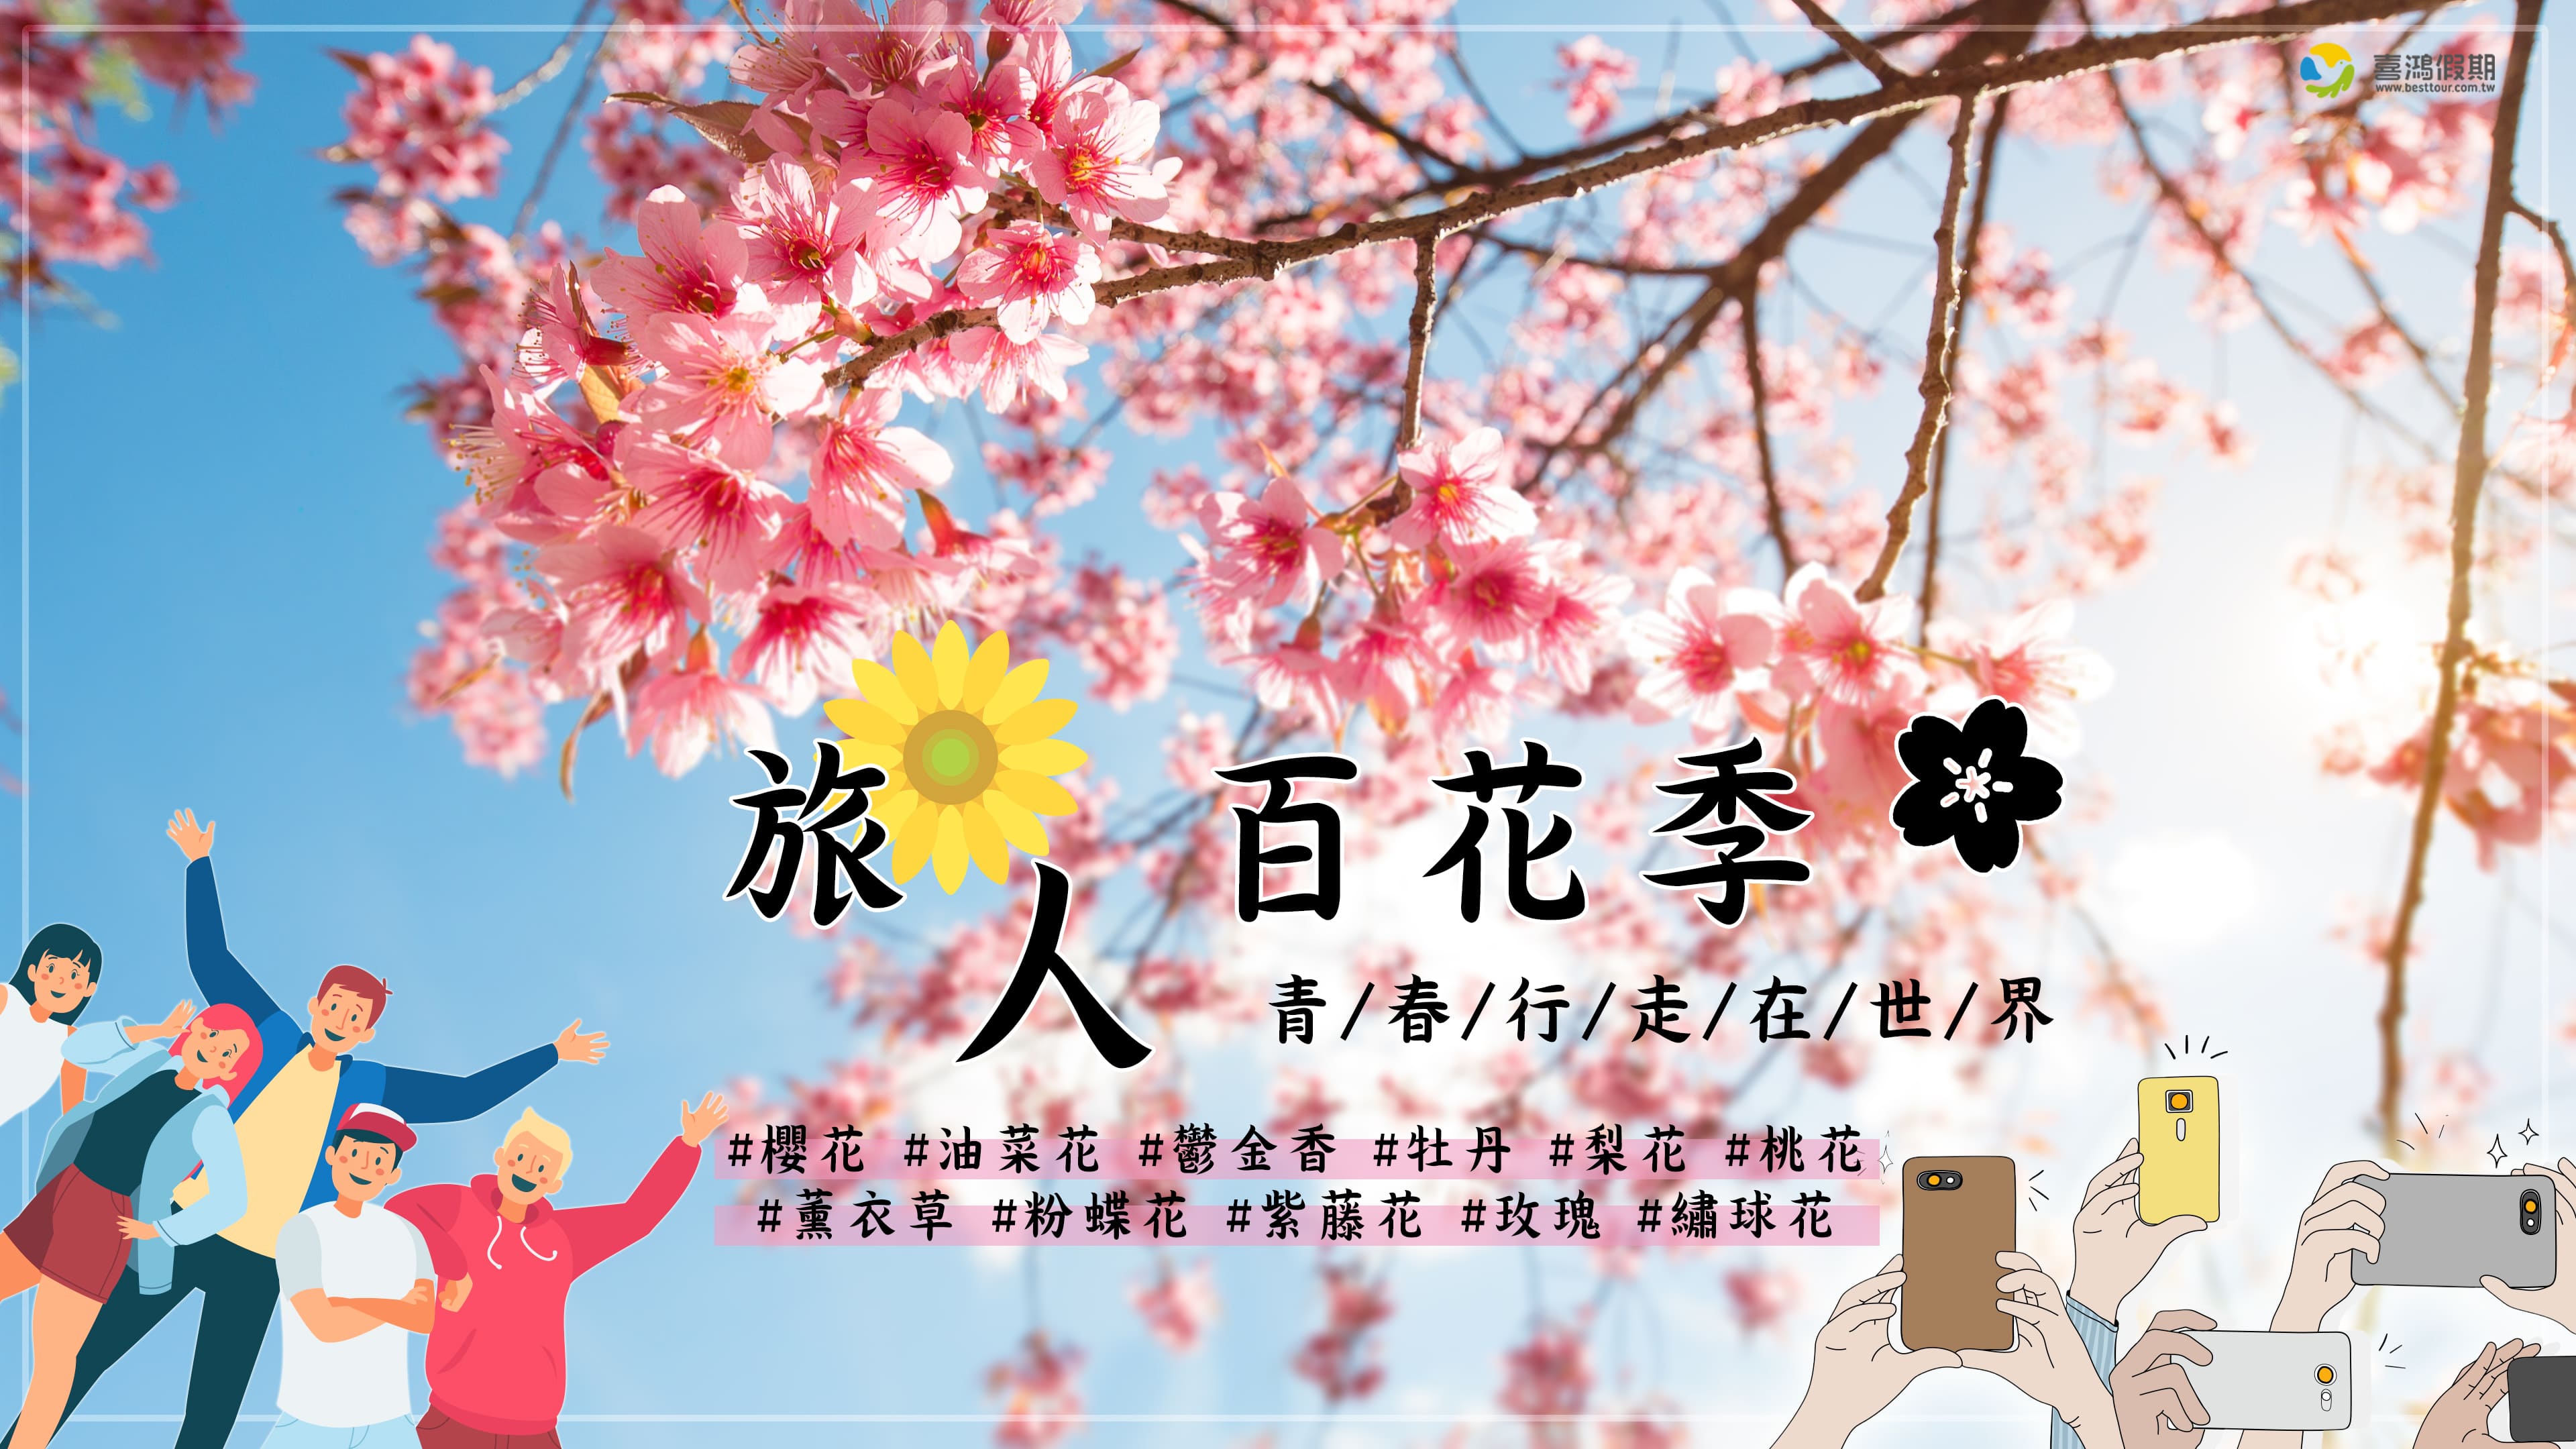 喜鴻假期
www.besttour.com.tw
旅人 百花季
青/春/行/走/在/世/界
#櫻花 #油菜花 #鬱金香 #牡丹 #梨花 #桃花
#薰衣草 #粉蝶花 #紫藤花 #玫瑰 #繡球花